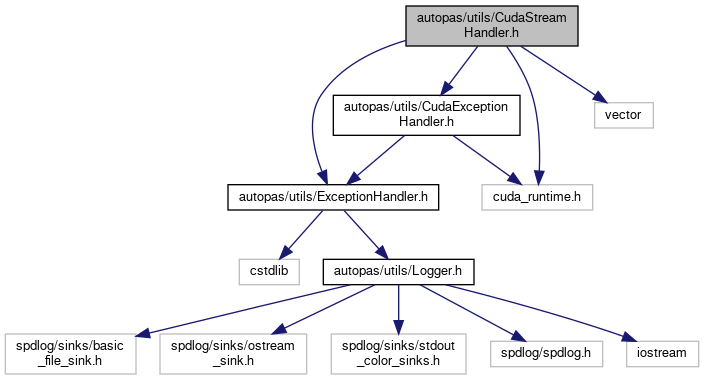 autopas/utils/CudaStream
Handler.h
autopas/utils/CudaException
Handler.h
vector
autopas/utils/ExceptionHandler.h
cuda_runtime.h
cstdlib
autopas/utils/Logger.h
spdlog/sinks/basic
_file_sink.h
spdlog/sinks/ostream
_sink.h
spdlog/sinks/stdout
_color_sinks.h
spdlog/spdlog.h
iostream